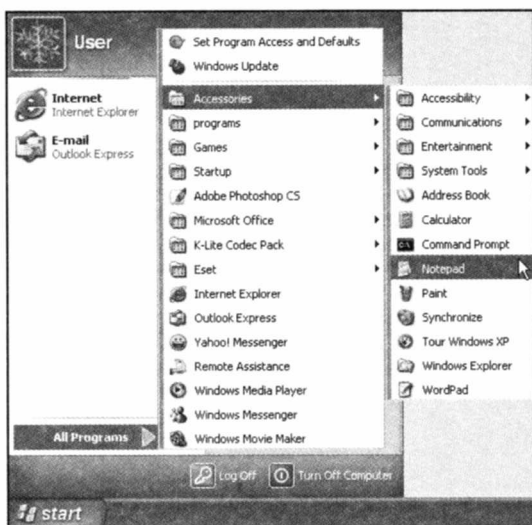 User
Internet
Internet Explorer
E-mail
Outlook Express
All Programs
Set Program Access and Defaults
Windows Update
Accessories
programs
Games
Startup
Adobe Photoshop CS
Microsoft Office
K-Lite Codec Pack
Eset
Internet Explorer
Outlook Express
Yahoo! Messenger
Remote Assistance
Windows Media Player
Windows Messenger
Windows Movie Maker
Accessibility
Communications
Entertainment
System Tools
Address Book
Calculator
Command Prompt
Notepad
Paint
Synchronize
Tour Windows XP
Windows Explorer
WordPad
Log Off
Turn Off Computer
start